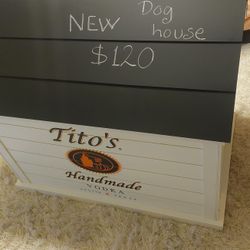 NEW Dog
house
$120
Tito's
Handmade
VODKA